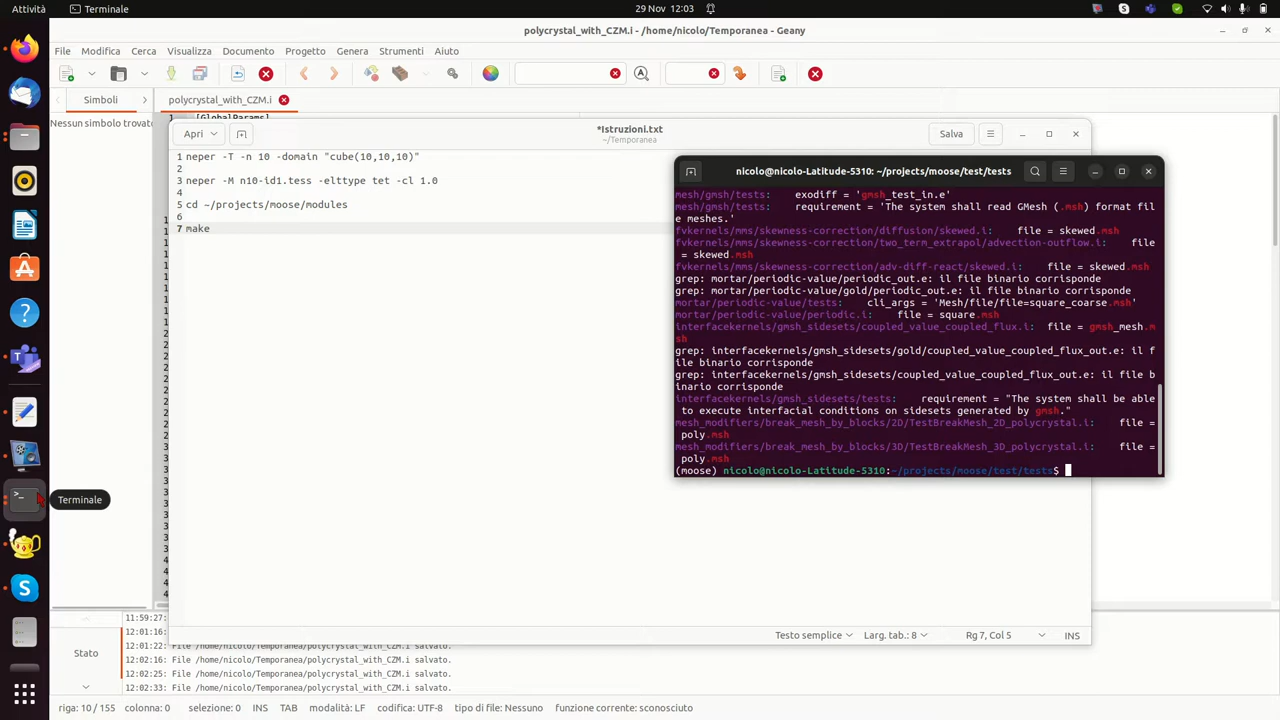 Attività
Terminale
29 Nov 12:03
polycrystal_with_CZM.i - /home/nicolo/Temporanea - Geany
File Modifica Cerca Visualizza Documento Progetto Genera Strumenti Aiuto
Simboli
polycrystal_with_CZM.i
Nessun simbolo trovato
1 [GlobalParams]
Apri
*Istruzioni.txt
~/Temporanea
Salva
1 neper -T -n 10 -domain "cube(10,10,10)"
2
3 neper -M n10-id1.tess -elttype tet -cl 1.0
4
5 cd ~/projects/moose/modules
6
7 make
nicolo@nicolo-Latitude-5310: ~/projects/moose/test/tests
mesh/gmsh/tests:    exodiff = 'gmsh_test_in.e'
mesh/gmsh/tests:    requirement = 'The system shall read GMesh (.msh) format fil
e meshes.'
fvkernels/mms/skewness-correction/diffusion/skewed.i:    file = skewed.msh
fvkernels/mms/skewness-correction/two_term_extrapol/advection-outflow.i:    file
= skewed.msh
fvkernels/mms/skewness-correction/adv-diff-react/skewed.i:    file = skewed.msh
grep: mortar/periodic-value/periodic_out.e: il file binario corrisponde
grep: mortar/periodic-value/gold/periodic_out.e: il file binario corrisponde
mortar/periodic-value/tests:    cli_args = 'Mesh/file/file=square_coarse.msh'
mortar/periodic-value/periodic.i:    file = square.msh
interfacekernels/gmsh_sidesets/coupled_value_coupled_flux.i:  file = gmsh_mesh.m
sh
grep: interfacekernels/gmsh_sidesets/gold/coupled_value_coupled_flux_out.e: il f
ile binario corrisponde
grep: interfacekernels/gmsh_sidesets/coupled_value_coupled_flux_out.e: il file b
inario corrisponde
interfacekernels/gmsh_sidesets/tests:    requirement = "The system shall be able
to execute interfacial conditions on sidesets generated by gmsh."
mesh_modifiers/break_mesh_by_blocks/2D/TestBreakMesh_2D_polycrystal.i:    file =
poly.msh
mesh_modifiers/break_mesh_by_blocks/3D/TestBreakMesh_3D_polycrystal.i:    file =
poly.msh
(moose) nicolo@nicolo-Latitude-5310:~/projects/moose/test/tests$
Terminale
Testo semplice
Larg. tab.: 8
Rg 7, Col 5
INS
Stato
11:59:27:
12:01:16:
12:01:22: File /home/nicolo/Temporanea/polycrystal_with_CZM.i salvato.
12:02:16: File /home/nicolo/Temporanea/polycrystal_with_CZM.i salvato.
12:02:25: File /home/nicolo/Temporanea/polycrystal_with_CZM.i salvato.
12:02:33: File /home/nicolo/Temporanea/polycrystal_with_CZM.i salvato.
riga: 10 / 155 colonna: 0 selezione: 0 INS TAB modalità: LF codifica: UTF-8 tipo di file: Nessuno funzione corrente: sconosciuto